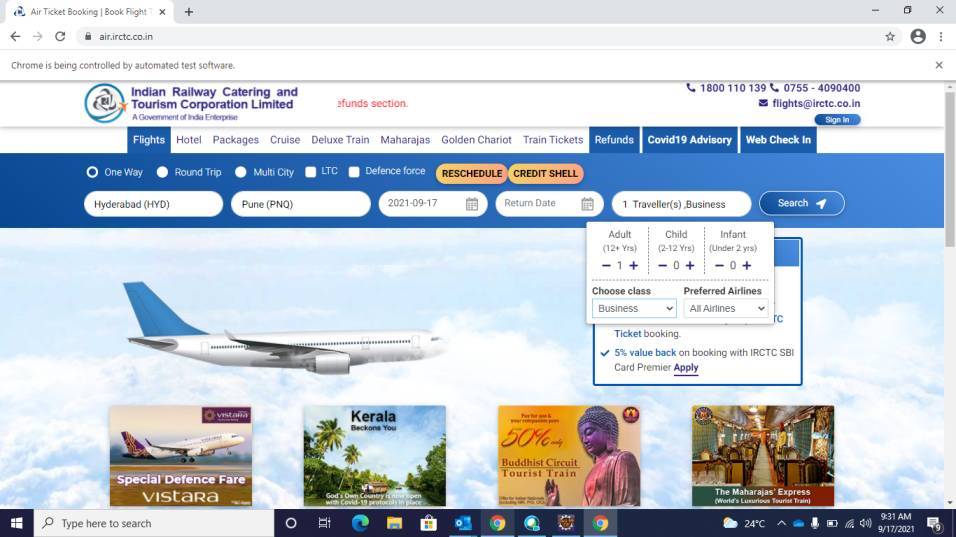 Air Ticket Booking | Book Flight T
air.irctc.co.in
Chrome is being controlled by automated test software.
Indian Railway Catering and
Tourism Corporation Limited
A Government of India Enterprise
efunds section.
1800 110 139 0755 - 4090400
flights@irctc.co.in
Sign In
Flights Hotel Packages Cruise Deluxe Train Maharajas Golden Chariot Train Tickets Refunds Covid19 Advisory Web Check In
One Way Round Trip Multi City LTC Defence force RESCHEDULE CREDIT SHELL
Hyderabad (HYD) Pune (PNQ) 2021-09-17 Return Date 1 Traveller(s) ,Business Search
Adult Child Infant
(12+ Yrs) (2-12 Yrs) (Under 2 yrs)
− 1 + − 0 + − 0 +
Choose class Preferred Airlines
Business All Airlines
TC
Ticket booking.
5% value back on booking with IRCTC SBI
Card Premier Apply
VISTARA
Special Defence Fare
VISTARA
Kerala
Beckons You
God's Own Country is now open
with Covid-19 protocols in place
Pay for one &
your companion pays
50% only
Buddhist Circuit
Tourist Train
The Maharajas' Express
(World's Luxurious Tourist Train)
Type here to search
24°C
9:31 AM
9/17/2021
9